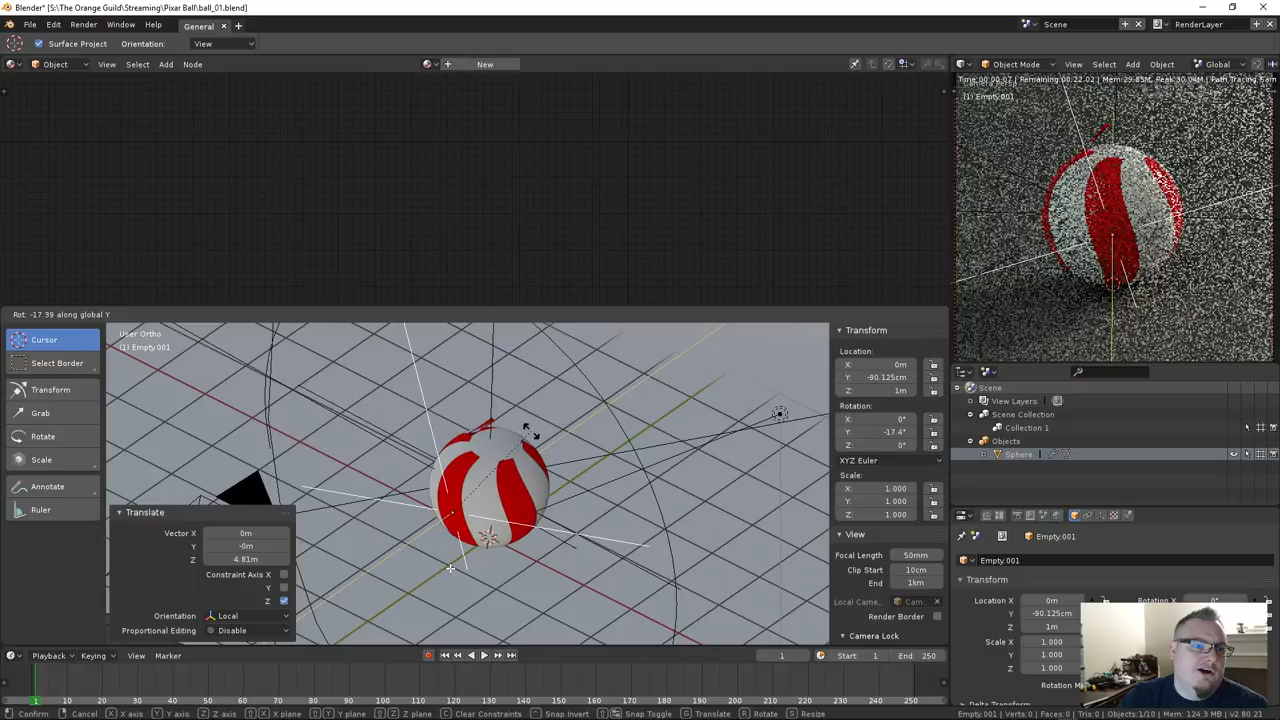 Blender* [S:\The Orange Guild\Streaming\Pixar Ball\ball_01.blend]
File Edit Render Window Help General Scene RenderLayer
Surface Project Orientation: View
Object View Select Add Node New Object Mode View Select Add Object Global
Time:00:00:07 | Remaining:00:22.02 | Mem:29.85M, Peak:30.04M | Path Tracing Sam
(1) Empty.001
Rot: -17.39 along global Y
User Ortho
(1) Empty.001
Cursor
Select Border
Transform
Grab
Rotate
Scale
Annotate
Ruler
Translate
Vector X 0m
Y -0m
Z 4.81m
Constraint Axis X
Y
Z
Orientation Local
Proportional Editing Disable
Transform
Location:
X: 0m
Y: -90.125cm
Z: 1m
Rotation:
X: 0°
Y: -17.4°
Z: 0°
XYZ Euler
Scale:
X: 1.000
Y: 1.000
Z: 1.000
View
Focal Length 50mm
Clip Start 10cm
End 1km
Local Came.. Cam..
Render Border
Camera Lock
Scene
View Layers
Scene Collection
Collection 1
Objects
Sphere
Empty.001
Empty.001
Transform
Location X 0m Rotation X 0°
Y -90.125cm
Z 1m
Scale X 1.000
Y 1.000
Z 1.000
Rotation M
Playback Keying View Marker 1 Start: 1 End: 250
1 10 20 30 40 50 60 70 80 90 100 110 120 130 140 150 160 170 180 190 200 210 220 230 240 250
Confirm Cancel X axis Y axis Z axis X plane Y plane Z plane Clear Constraints Snap Invert Snap Toggle Translate Rotate Resize Empty.001 | Verts:0 | Faces:0 | Tris:0 | Objects:1/10 | Mem: 124.3 MB | v2.80.21